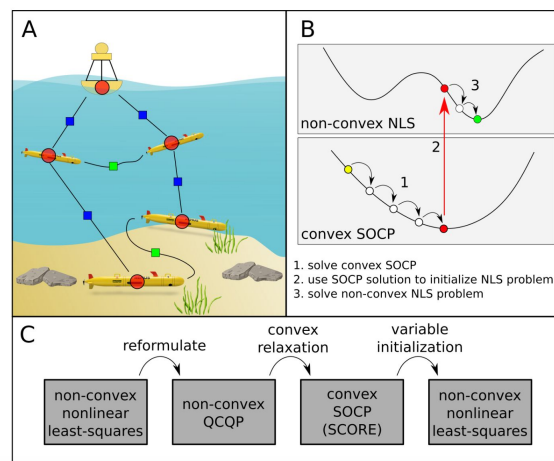 A
B
non-convex NLS
3
2
1
convex SOCP
1. solve convex SOCP
2. use SOCP solution to initialize NLS problem
3. solve non-convex NLS problem
C
reformulate
convex
relaxation
variable
initialization
non-convex
nonlinear
least-squares
non-convex
QCQP
convex
SOCP
(SCORE)
non-convex
nonlinear
least-squares